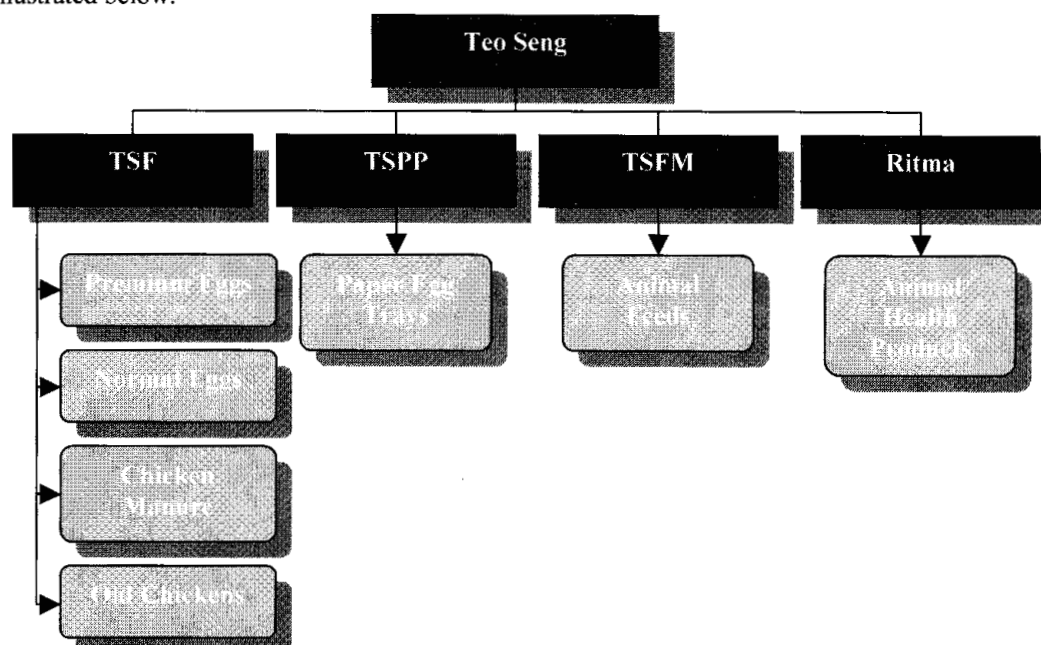 illustrated below.
Teo Seng
TSF
TSPP
TSFM
Ritma
Premium Eggs
Paper Egg
Trays
Animal
Feeds
Animal
Health
Products
Normal Eggs
Chicken
Manure
Old Chickens